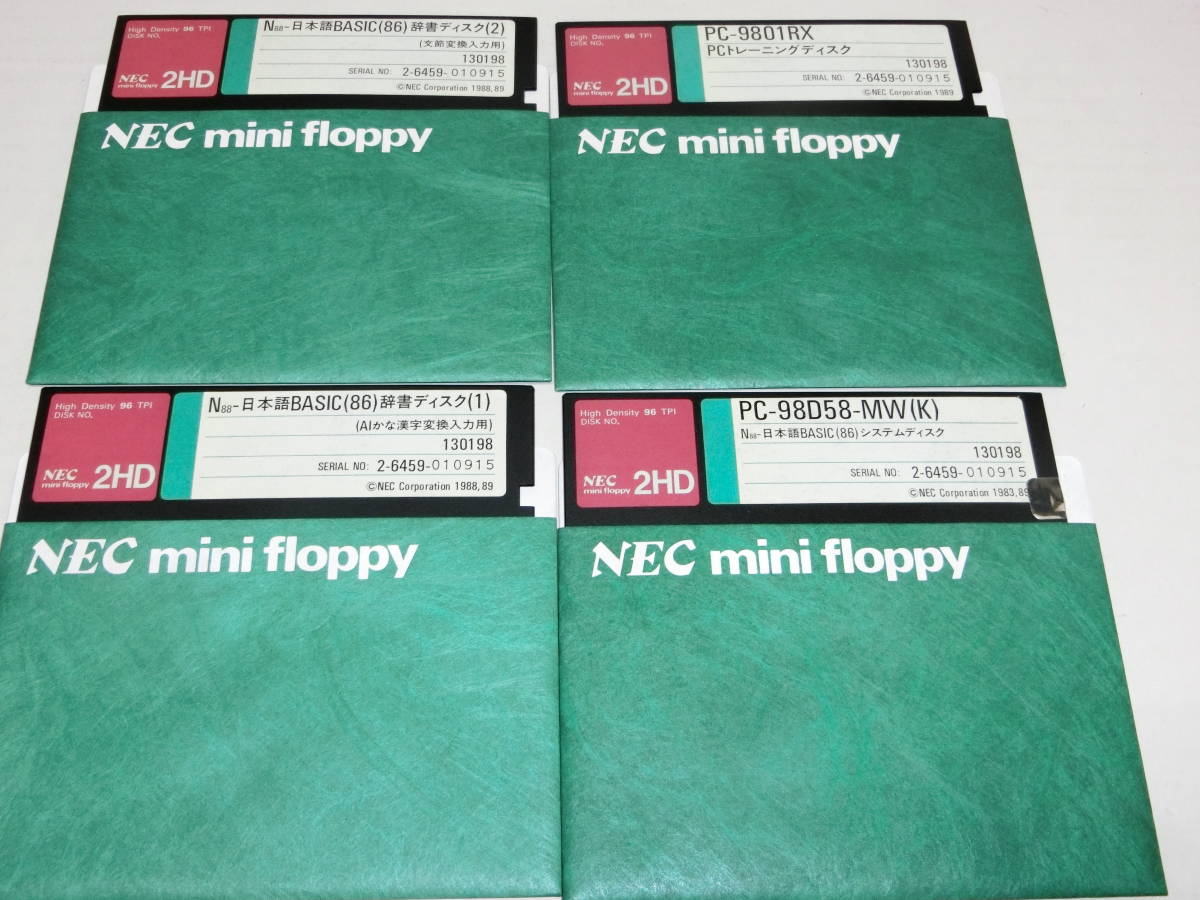 High Density 96 TPI
DISK NO.
NEC
mini floppy 2HD
N88-日本語BASIC(86)辞書ディスク(2)
(文節変換入力用)
130198
SERIAL NO: 2-6459-010915
©NEC Corporation 1988,89
NEC mini floppy
High Density 96 TPI
DISK NO.
NEC
mini floppy 2HD
PC-9801RX
PCトレーニングディスク
130198
SERIAL NO: 2-6459-010915
©NEC Corporation 1989
NEC mini floppy
High Density 96 TPI
DISK NO.
NEC
mini floppy 2HD
N88-日本語BASIC(86)辞書ディスク(1)
(AIかな漢字変換入力用)
130198
SERIAL NO: 2-6459-010915
©NEC Corporation 1988,89
NEC mini floppy
High Density 96 TPI
DISK NO.
NEC
mini floppy 2HD
PC-98D58-MW(K)
N88-日本語BASIC(86)システムディスク
130198
SERIAL NO: 2-6459-010915
©NEC Corporation 1983,89
NEC mini floppy